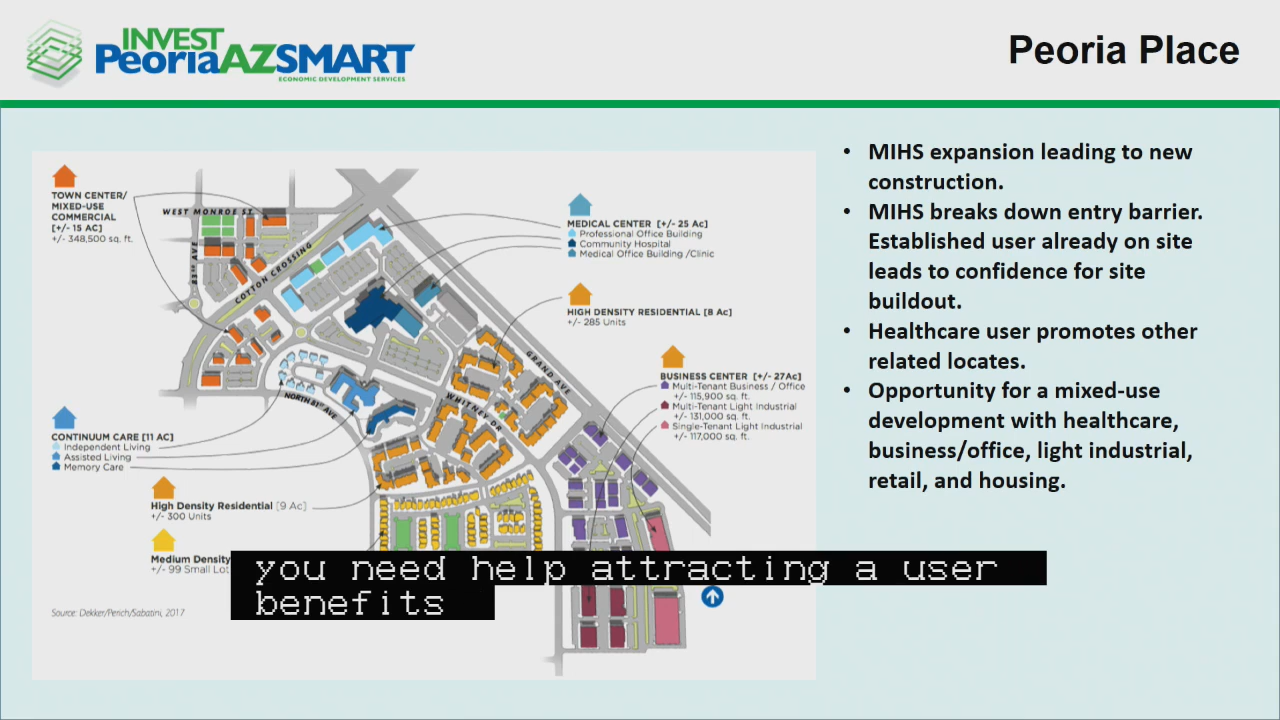 INVEST
PeoriaAZSMART
ECONOMIC DEVELOPMENT SERVICES
Peoria Place
TOWN CENTER/
MIXED-USE
COMMERCIAL
[+/- 15 AC]
+/- 348,500 sq. ft.
WEST MONROE ST.
83RD AVE
COTTON CROSSING
MEDICAL CENTER [+/- 25 Ac]
Professional Office Building
Community Hospital
Medical Office Building /Clinic
HIGH DENSITY RESIDENTIAL [8 Ac]
+/- 285 Units
GRAND AVE
BUSINESS CENTER [+/- 27Ac]
Multi-Tenant Business / Office
+/- 115,900 sq. ft.
Multi-Tenant Light Industrial
+/- 131,000 sq. ft.
Single-Tenant Light Industrial
+/- 117,000 sq. ft.
NORTH 81ST AVE
WHITNEY DR
CONTINUUM CARE [11 AC]
Independent Living
Assisted Living
Memory Care
High Density Residential [9 Ac]
+/- 300 Units
Medium Density
+/- 99 Small Lot
Source: Dekker/Perich/Sabatini, 2017
• MIHS expansion leading to new
construction.
• MIHS breaks down entry barrier.
Established user already on site
leads to confidence for site
buildout.
• Healthcare user promotes other
related locates.
• Opportunity for a mixed-use
development with healthcare,
business/office, light industrial,
retail, and housing.
you need help attracting a user
benefits